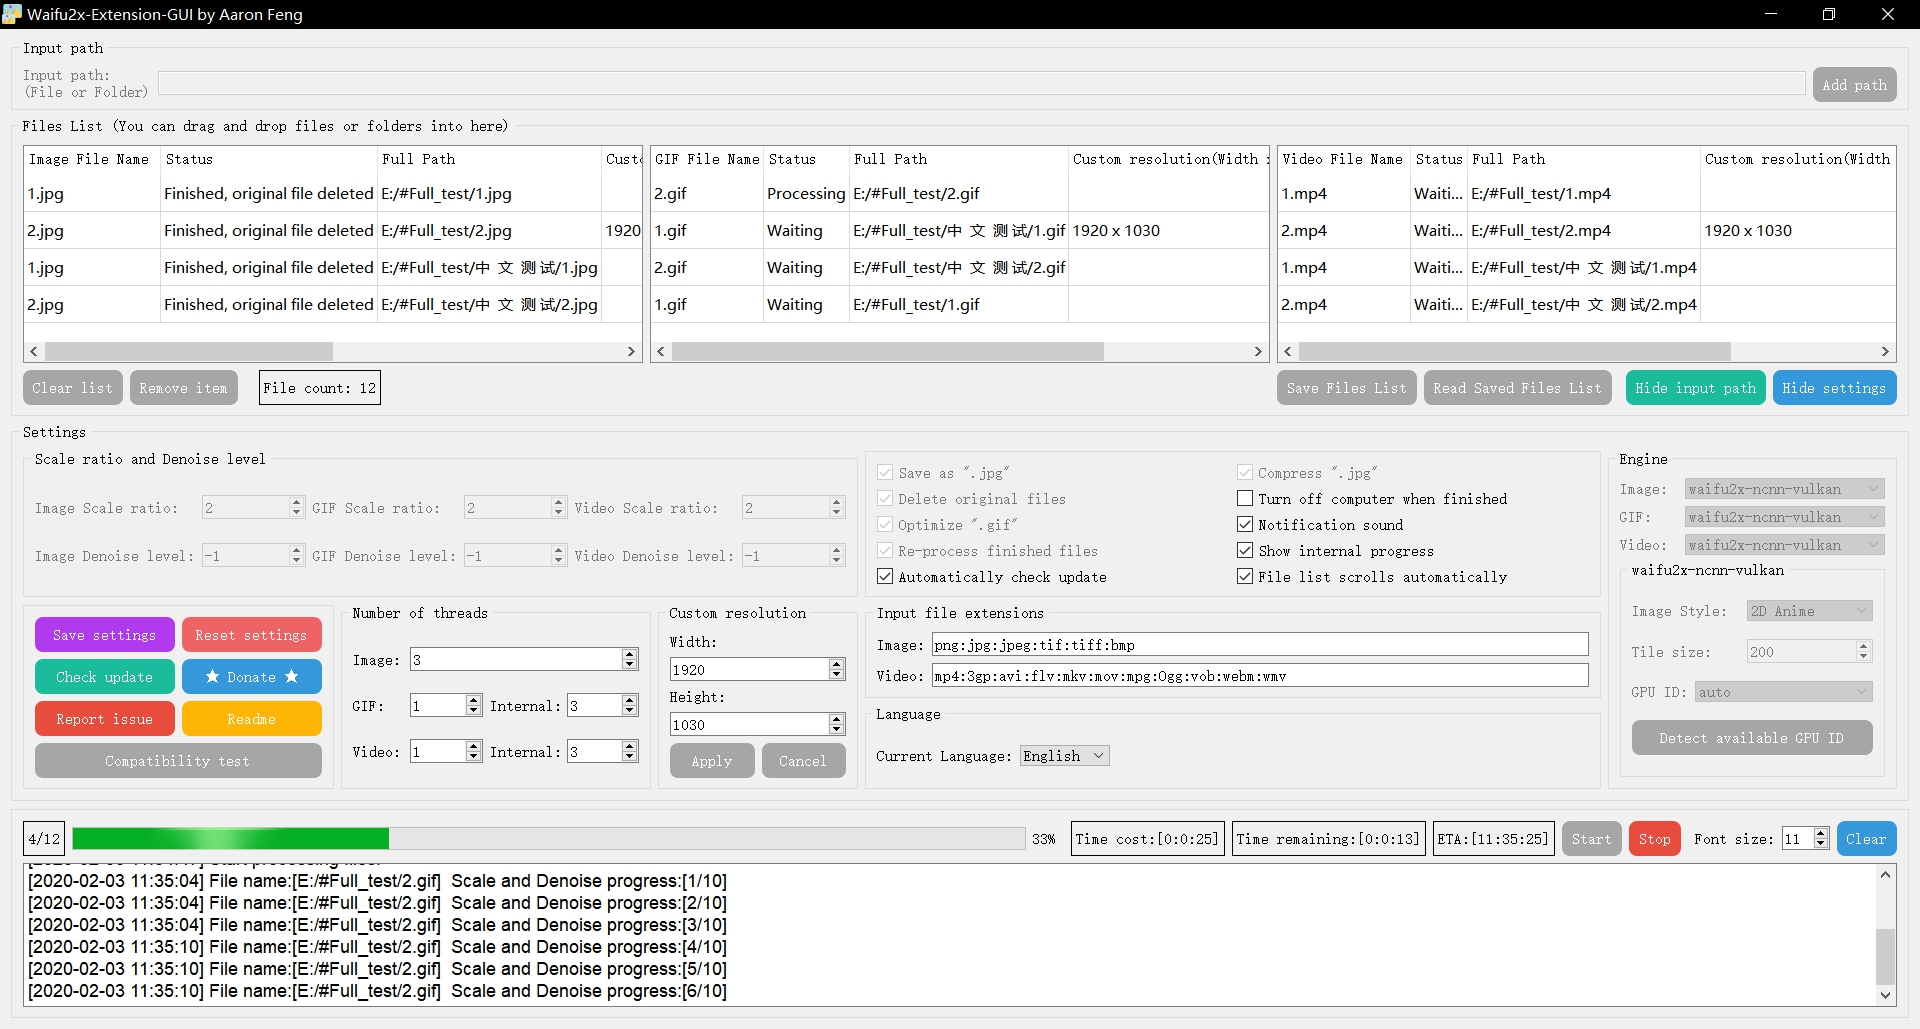 Waifu2x-Extension-GUI by Aaron Feng
Input path
Input path:
(File or Folder)
Add path
Files List (You can drag and drop files or folders into here)
Image File Name Status Full Path Custo
1.jpg Finished, original file deleted E:/#Full_test/1.jpg
2.jpg Finished, original file deleted E:/#Full_test/2.jpg 1920
1.jpg Finished, original file deleted E:/#Full_test/中 文 测 试/1.jpg
2.jpg Finished, original file deleted E:/#Full_test/中 文 测 试/2.jpg
GIF File Name Status Full Path Custom resolution(Width
2.gif Processing E:/#Full_test/2.gif
1.gif Waiting E:/#Full_test/中 文 测 试/1.gif 1920 x 1030
2.gif Waiting E:/#Full_test/中 文 测 试/2.gif
1.gif Waiting E:/#Full_test/1.gif
Video File Name Status Full Path Custom resolution(Width
1.mp4 Waiti... E:/#Full_test/1.mp4
2.mp4 Waiti... E:/#Full_test/2.mp4 1920 x 1030
1.mp4 Waiti... E:/#Full_test/中 文 测 试/1.mp4
2.mp4 Waiti... E:/#Full_test/中 文 测 试/2.mp4
Clear list Remove item File count: 12 Save Files List Read Saved Files List Hide input path Hide settings
Settings
Scale ratio and Denoise level
Image Scale ratio: 2 GIF Scale ratio: 2 Video Scale ratio: 2
Image Denoise level: -1 GIF Denoise level: -1 Video Denoise level: -1
Save as ".jpg" Compress ".jpg"
Delete original files Turn off computer when finished
Optimize ".gif" Notification sound
Re-process finished files Show internal progress
Automatically check update File list scrolls automatically
Engine
Image: waifu2x-ncnn-vulkan
GIF: waifu2x-ncnn-vulkan
Video: waifu2x-ncnn-vulkan
waifu2x-ncnn-vulkan
Image Style: 2D Anime
Tile size: 200
GPU ID: auto
Detect available GPU ID
Save settings Reset settings
Check update ★ Donate ★
Report issue Readme
Compatibility test
Number of threads
Image: 3
GIF: 1 Internal: 3
Video: 1 Internal: 3
Custom resolution
Width:
1920
Height:
1030
Apply Cancel
Input file extensions
Image: png:jpg:jpeg:tif:tiff:bmp
Video: mp4:3gp:avi:flv:mkv:mov:mpg:Ogg:vob:webm:wmv
Language
Current Language: English
4/12 33% Time cost:[0:0:25] Time remaining:[0:0:13] ETA:[11:35:25] Start Stop Font size: 11 Clear
[2020-02-03 11:35:04] File name:[E:/#Full_test/2.gif] Scale and Denoise progress:[1/10]
[2020-02-03 11:35:04] File name:[E:/#Full_test/2.gif] Scale and Denoise progress:[2/10]
[2020-02-03 11:35:04] File name:[E:/#Full_test/2.gif] Scale and Denoise progress:[3/10]
[2020-02-03 11:35:10] File name:[E:/#Full_test/2.gif] Scale and Denoise progress:[4/10]
[2020-02-03 11:35:10] File name:[E:/#Full_test/2.gif] Scale and Denoise progress:[5/10]
[2020-02-03 11:35:10] File name:[E:/#Full_test/2.gif] Scale and Denoise progress:[6/10]